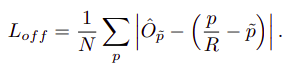 $$L_{off} = \frac{1}{N} \sum_{p} \left| \hat{O}_{\tilde{p}} - \left( \frac{p}{R} - \tilde{p} \right) \right| .$$